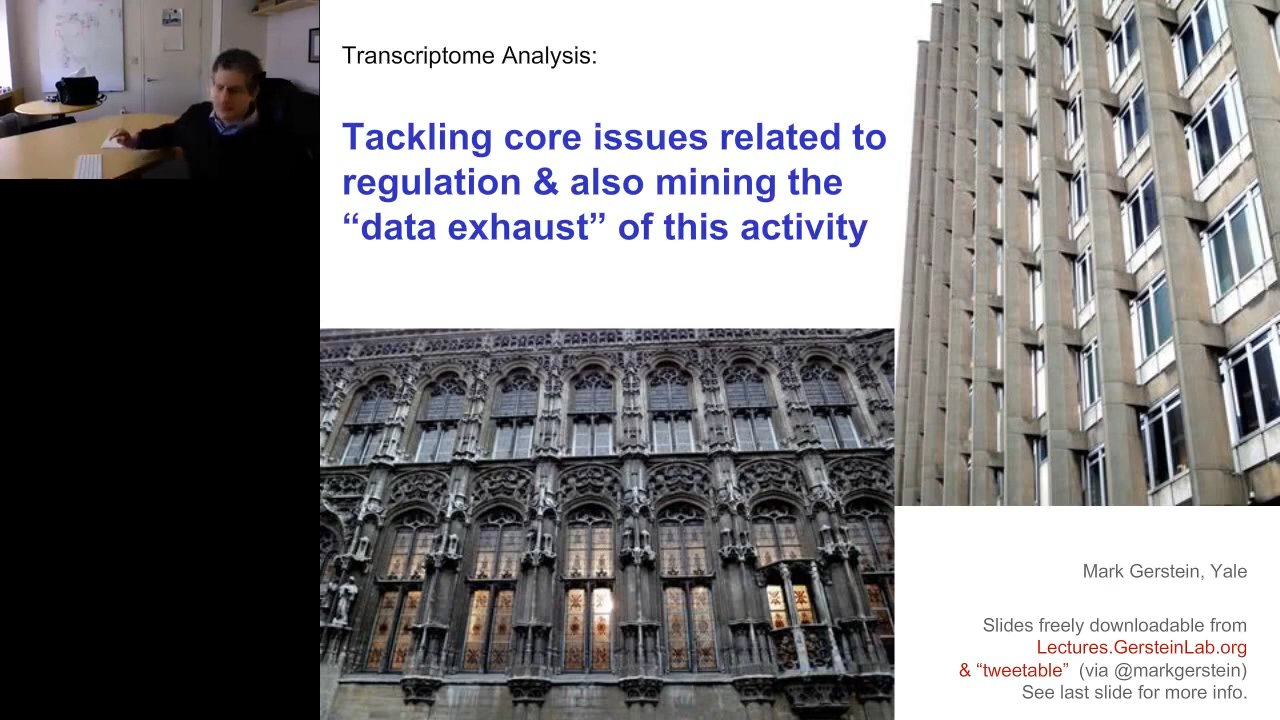 Transcriptome Analysis:
Tackling core issues related to
regulation & also mining the
“data exhaust” of this activity
Mark Gerstein, Yale
Slides freely downloadable from
Lectures.GersteinLab.org
& “tweetable” (via @markgerstein)
See last slide for more info.